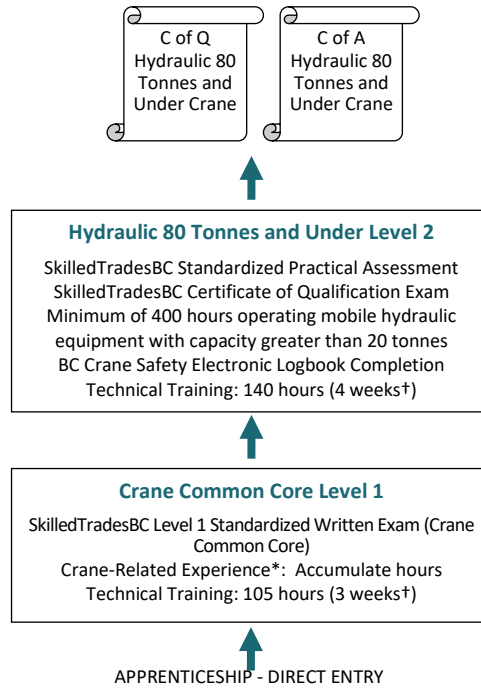 C of Q
Hydraulic 80
Tonnes and
Under Crane
C of A
Hydraulic 80
Tonnes and
Under Crane
Hydraulic 80 Tonnes and Under Level 2
SkilledTradesBC Standardized Practical Assessment
SkilledTradesBC Certificate of Qualification Exam
Minimum of 400 hours operating mobile hydraulic
equipment with capacity greater than 20 tonnes
BC Crane Safety Electronic Logbook Completion
Technical Training: 140 hours (4 weeks†)
Crane Common Core Level 1
SkilledTradesBC Level 1 Standardized Written Exam (Crane
Common Core)
Crane-Related Experience*: Accumulate hours
Technical Training: 105 hours (3 weeks†)
APPRENTICESHIP - DIRECT ENTRY